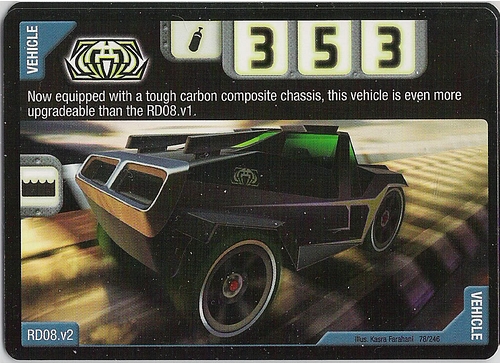 VEHICLE
3 5 3
Now equipped with a tough carbon composite chassis, this vehicle is even more
upgradeable than the RD08.v1.
RD08.v2
Illus. Kasra Farahani 78/246
VEHICLE